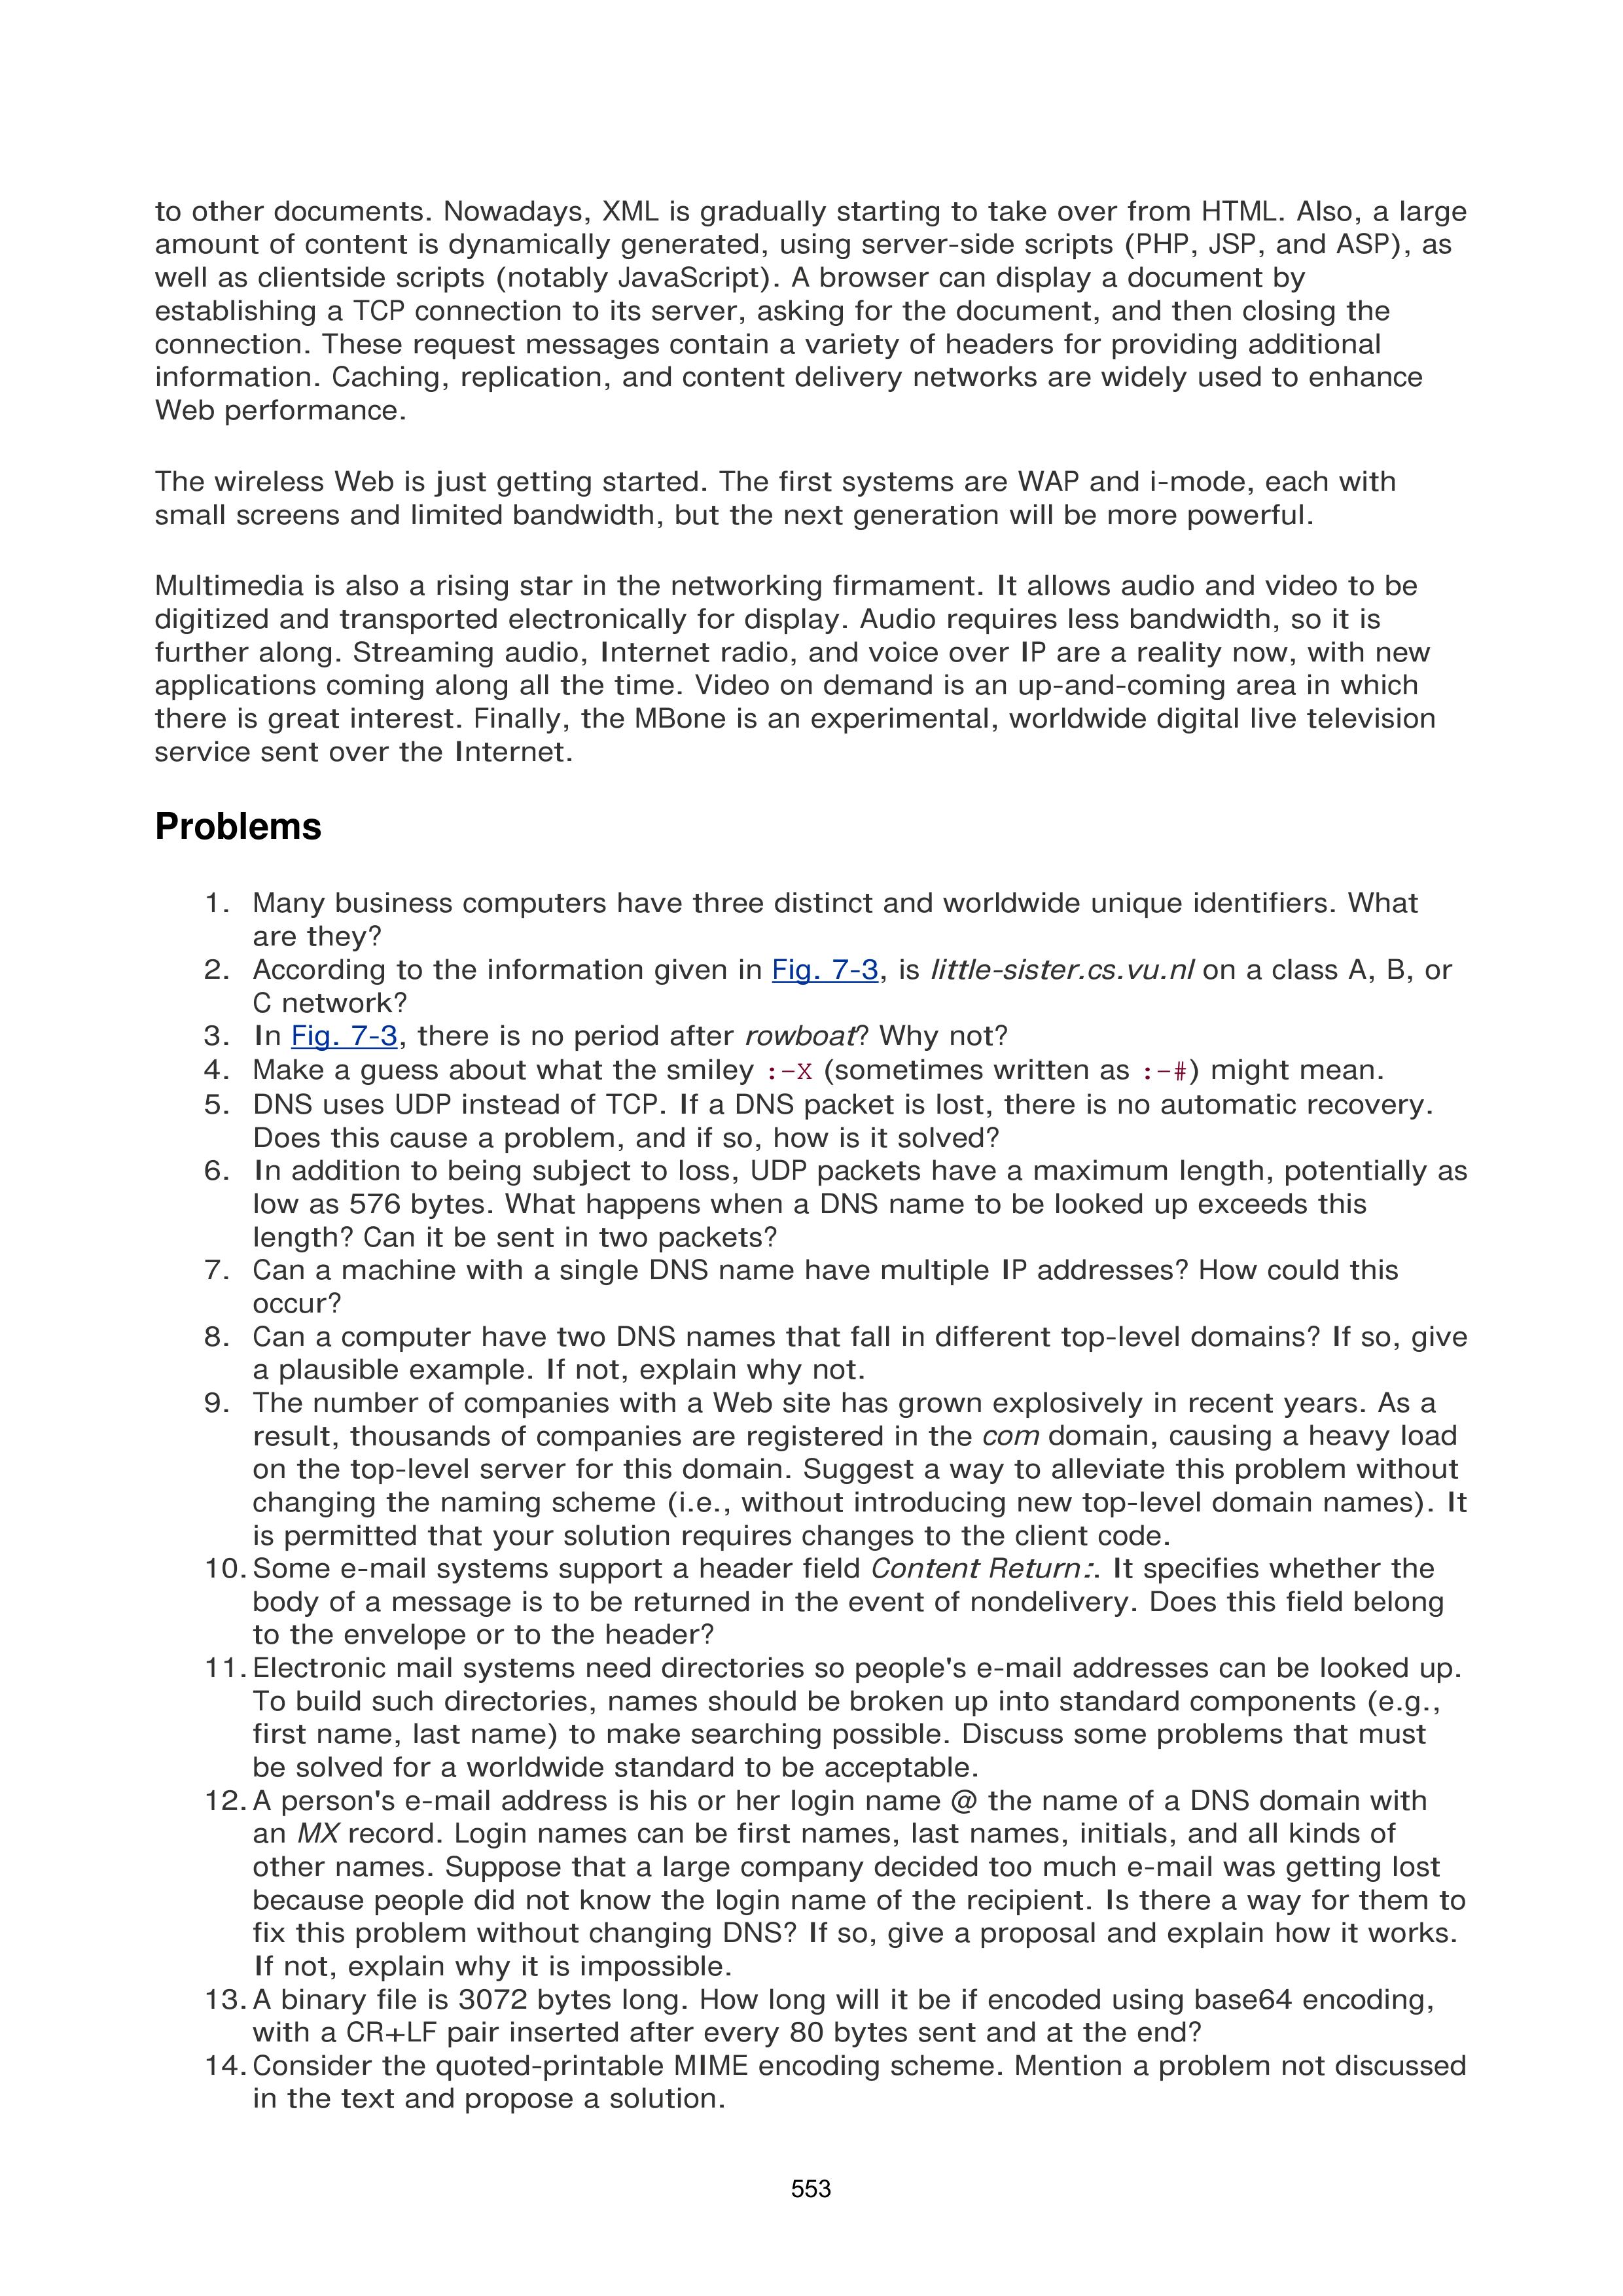 to other documents. Nowadays, XML is gradually starting to take over from HTML. Also, a large
amount of content is dynamically generated, using server-side scripts (PHP, JSP, and ASP), as
well as clientside scripts (notably JavaScript). A browser can display a document by
establishing a TCP connection to its server, asking for the document, and then closing the
connection. These request messages contain a variety of headers for providing additional
information. Caching, replication, and content delivery networks are widely used to enhance
Web performance.
The wireless Web is just getting started. The first systems are WAP and i-mode, each with
small screens and limited bandwidth, but the next generation will be more powerful.
Multimedia is also a rising star in the networking firmament. It allows audio and video to be
digitized and transported electronically for display. Audio requires less bandwidth, so it is
further along. Streaming audio, Internet radio, and voice over IP are a reality now, with new
applications coming along all the time. Video on demand is an up-and-coming area in which
there is great interest. Finally, the MBone is an experimental, worldwide digital live television
service sent over the Internet.
Problems
1. Many business computers have three distinct and worldwide unique identifiers. What
are they?
2. According to the information given in Fig. 7-3, is little-sister.cs.vu.nl on a class A, B, or
C network?
3. In Fig. 7-3, there is no period after rowboat? Why not?
4. Make a guess about what the smiley :-X (sometimes written as :-#) might mean.
5. DNS uses UDP instead of TCP. If a DNS packet is lost, there is no automatic recovery.
Does this cause a problem, and if so, how is it solved?
6. In addition to being subject to loss, UDP packets have a maximum length, potentially as
low as 576 bytes. What happens when a DNS name to be looked up exceeds this
length? Can it be sent in two packets?
7. Can a machine with a single DNS name have multiple IP addresses? How could this
occur?
8. Can a computer have two DNS names that fall in different top-level domains? If so, give
a plausible example. If not, explain why not.
9. The number of companies with a Web site has grown explosively in recent years. As a
result, thousands of companies are registered in the com domain, causing a heavy load
on the top-level server for this domain. Suggest a way to alleviate this problem without
changing the naming scheme (i.e., without introducing new top-level domain names). It
is permitted that your solution requires changes to the client code.
10. Some e-mail systems support a header field Content Return:. It specifies whether the
body of a message is to be returned in the event of nondelivery. Does this field belong
to the envelope or to the header?
11. Electronic mail systems need directories so people's e-mail addresses can be looked up.
To build such directories, names should be broken up into standard components (e.g.,
first name, last name) to make searching possible. Discuss some problems that must
be solved for a worldwide standard to be acceptable.
12. A person's e-mail address is his or her login name @ the name of a DNS domain with
an MX record. Login names can be first names, last names, initials, and all kinds of
other names. Suppose that a large company decided too much e-mail was getting lost
because people did not know the login name of the recipient. Is there a way for them to
fix this problem without changing DNS? If so, give a proposal and explain how it works.
If not, explain why it is impossible.
13. A binary file is 3072 bytes long. How long will it be if encoded using base64 encoding,
with a CR+LF pair inserted after every 80 bytes sent and at the end?
14. Consider the quoted-printable MIME encoding scheme. Mention a problem not discussed
in the text and propose a solution.
553